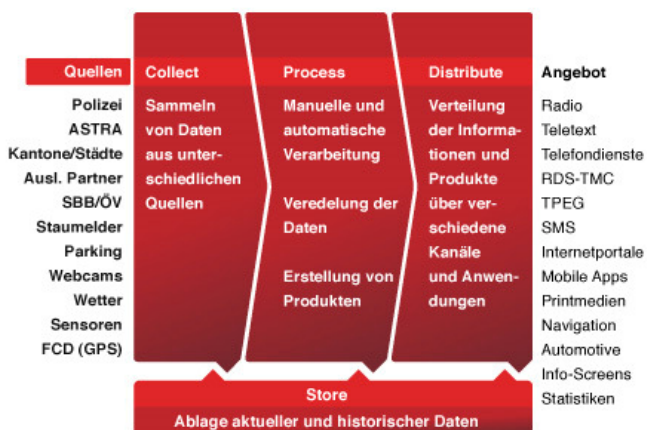 Quellen
Polizei
ASTRA
Kantone/Städte
Ausl. Partner
SBB/ÖV
Staumelder
Parking
Webcams
Wetter
Sensoren
FCD (GPS)
Collect
Sammeln
von Daten
aus unter-
schiedlichen
Quellen
Process
Manuelle und
automatische
Verarbeitung
Veredelung der
Daten
Erstellung von
Produkten
Distribute
Verteilung
der Informa-
tionen und
Produkte
über ver-
schiedene
Kanäle
und Anwen-
dungen
Angebot
Radio
Teletext
Telefondienste
RDS-TMC
TPEG
SMS
Internetportale
Mobile Apps
Printmedien
Navigation
Automotive
Info-Screens
Statistiken
Store
Ablage aktueller und historischer Daten